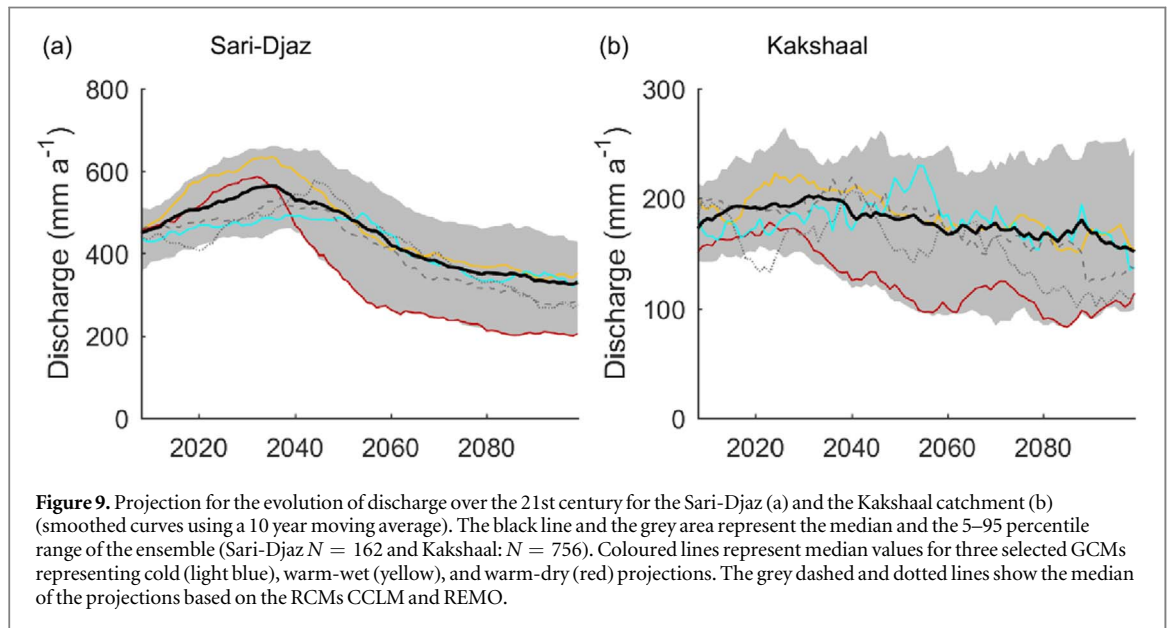 (a) Sari-Djaz
(b) Kakshaal
800
600
400
200
0
Discharge (mm a⁻¹)
2020 2040 2060 2080
300
200
100
0
Discharge (mm a⁻¹)
2020 2040 2060 2080
Figure 9. Projection for the evolution of discharge over the 21st century for the Sari-Djaz (a) and the Kakshaal catchment (b)
(smoothed curves using a 10 year moving average). The black line and the grey area represent the median and the 5–95 percentile
range of the ensemble (Sari-Djaz N = 162 and Kakshaal: N = 756). Coloured lines represent median values for three selected GCMs
representing cold (light blue), warm-wet (yellow), and warm-dry (red) projections. The grey dashed and dotted lines show the median
of the projections based on the RCMs CCLM and REMO.